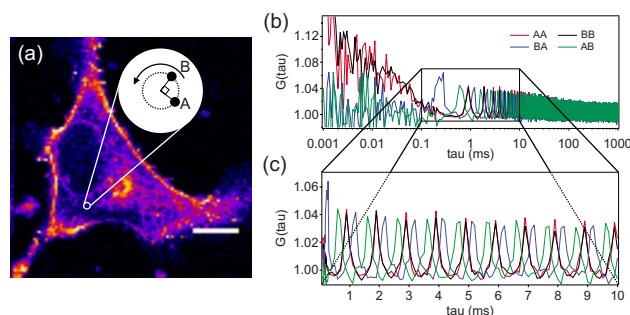 (a)
B
A
(b)
G(tau)
1.12
1.08
1.04
1.00
AA BB
BA AB
0.001 0.01 0.1 1 10 100 1000
tau (ms)
(c)
G(tau)
1.06
1.04
1.02
1.00
1 2 3 4 5 6 7 8 9 10
tau (ms)